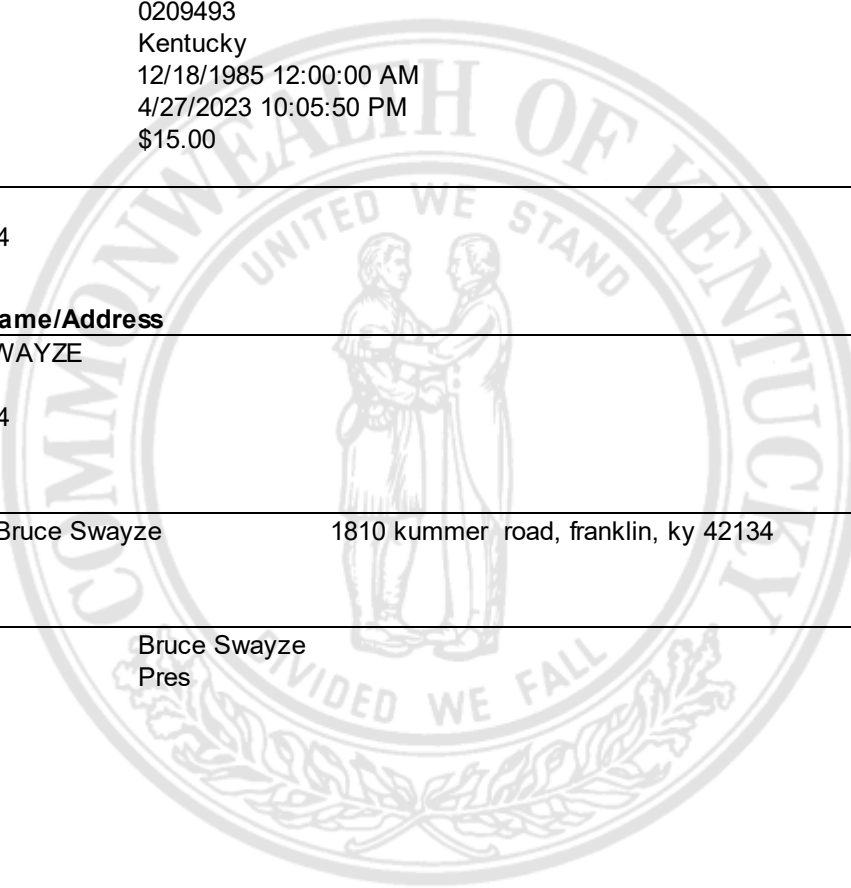 0209493
Kentucky
12/18/1985 12:00:00 AM
4/27/2023 10:05:50 PM
$15.00
4
ame/Address
WAYZE
4
Bruce Swayze 1810 kummer road, franklin, ky 42134
Bruce Swayze
Pres
COMMONWEALTH OF KENTUCKY
UNITED WE STAND
DIVIDED WE FALL